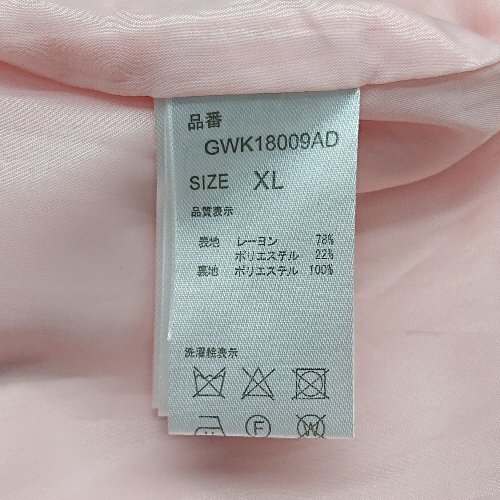 品番
GWK18009AD
SIZE XL
品質表示
表地 レーヨン 78%
ポリエステル 22%
裏地 ポリエステル 100%
洗濯絵表示
F
W